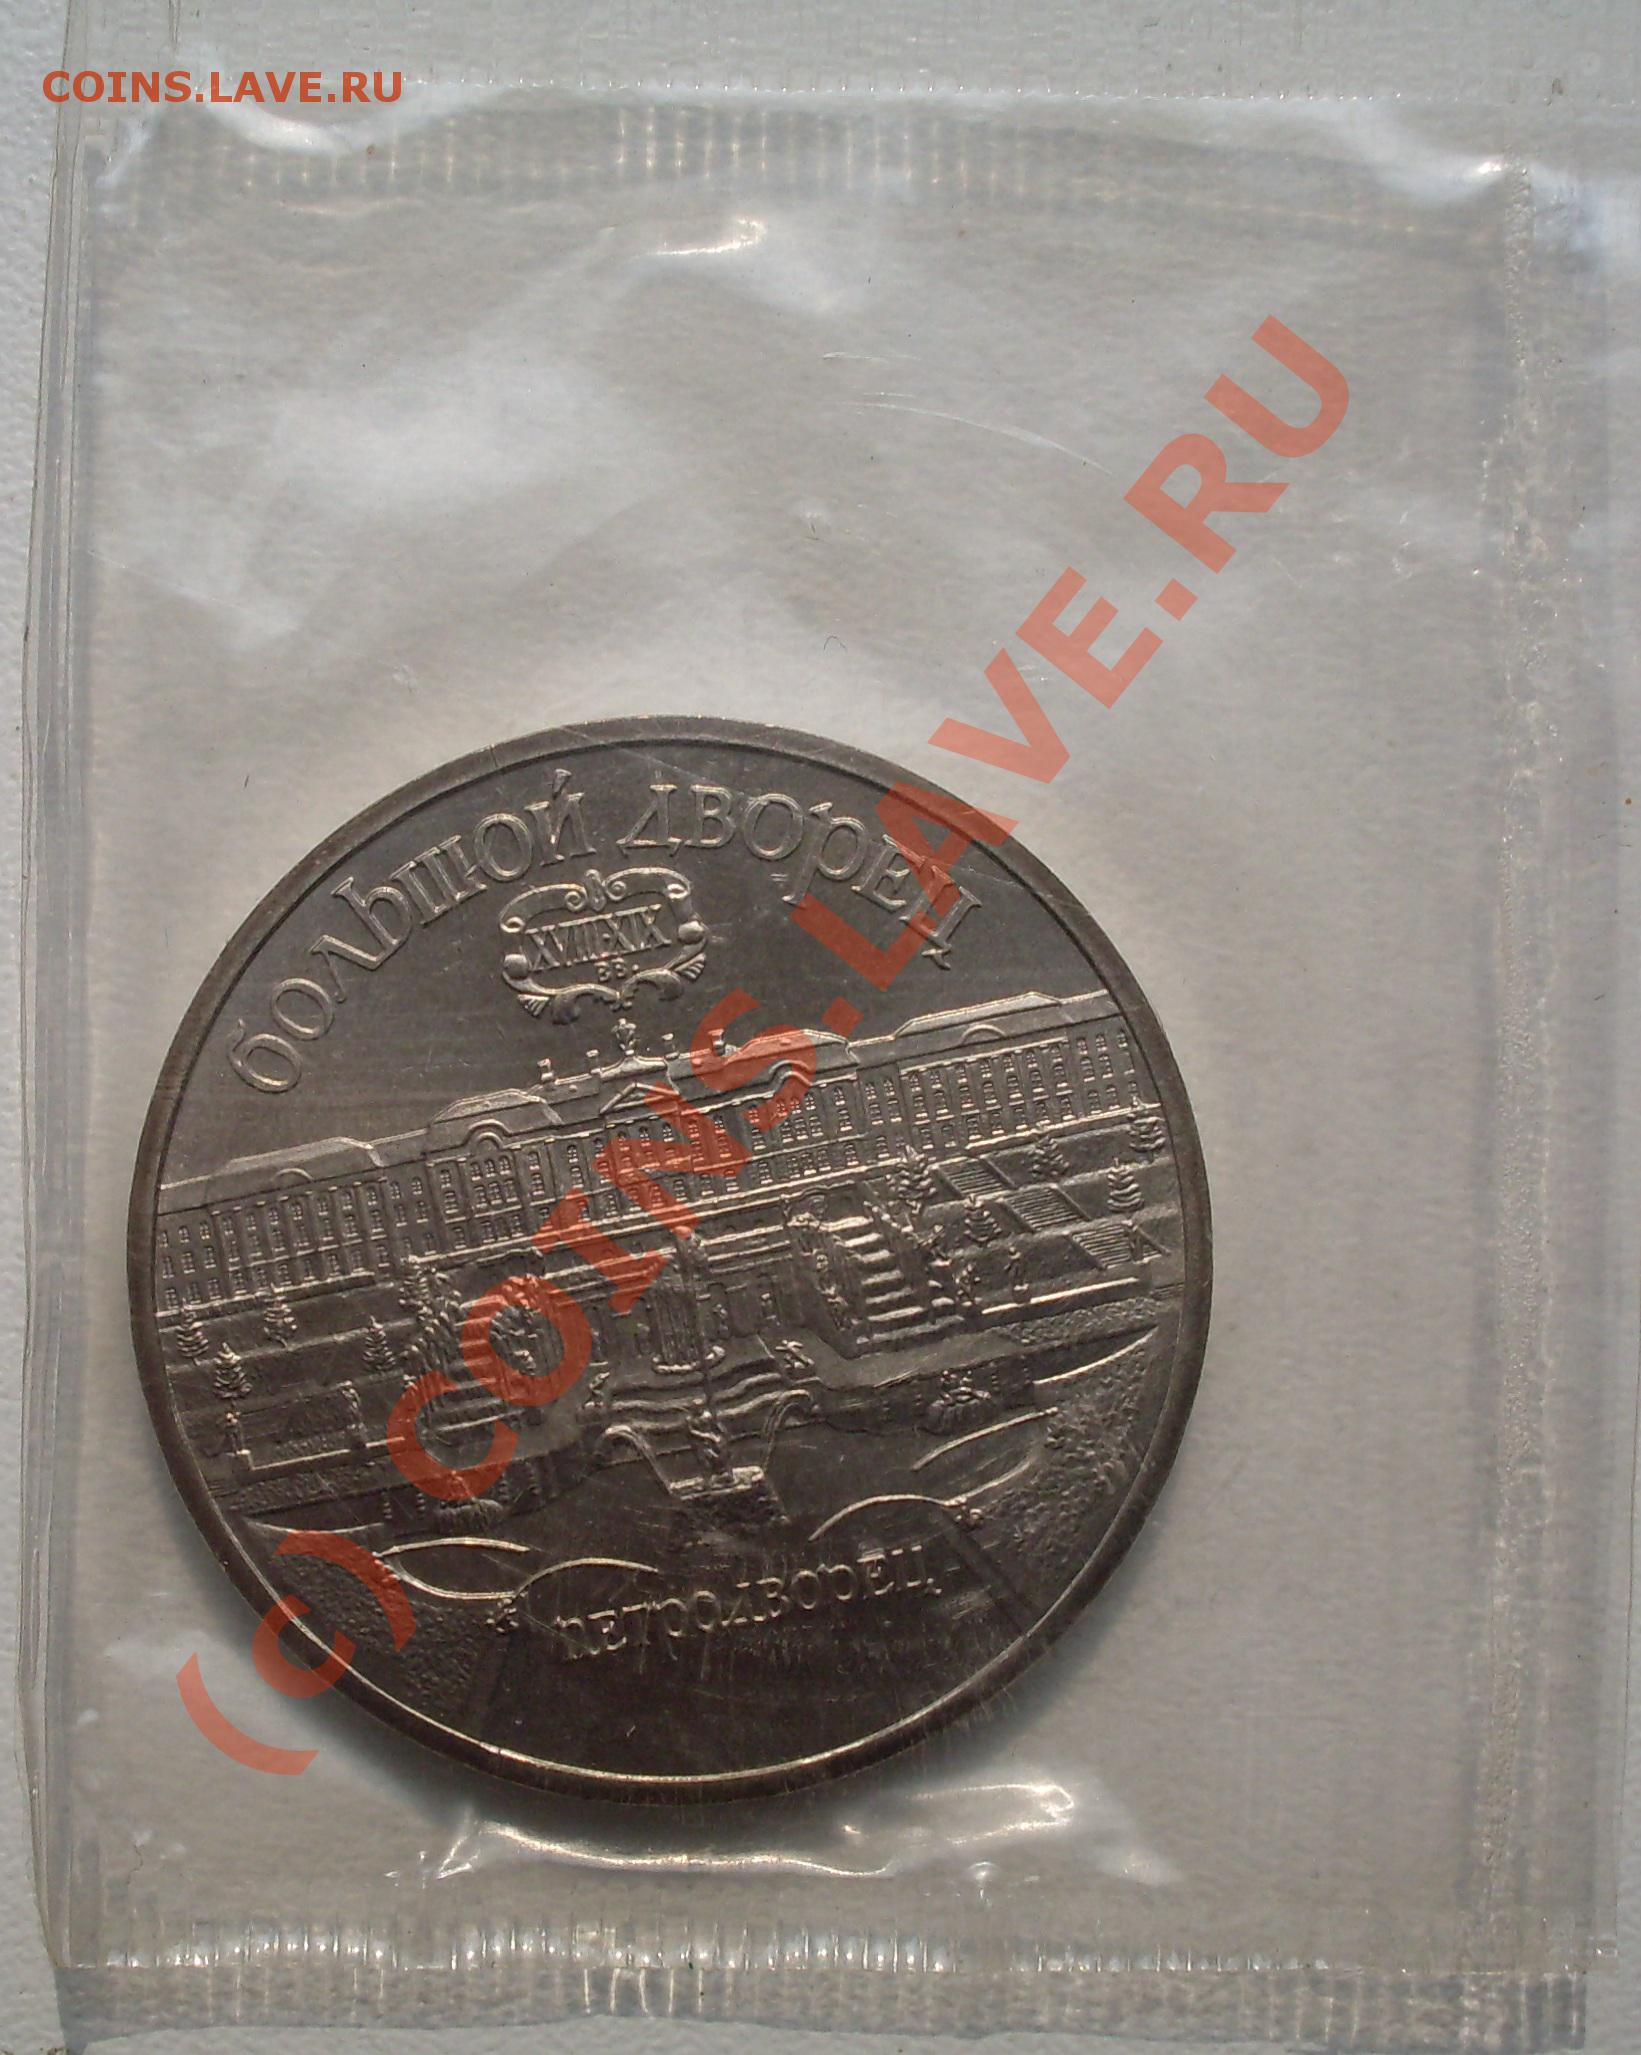 COINS.LAVE.RU
большой дворец
XVIII-XIX
ВВ.
петродворец
(c) COINS.LAVE.RU